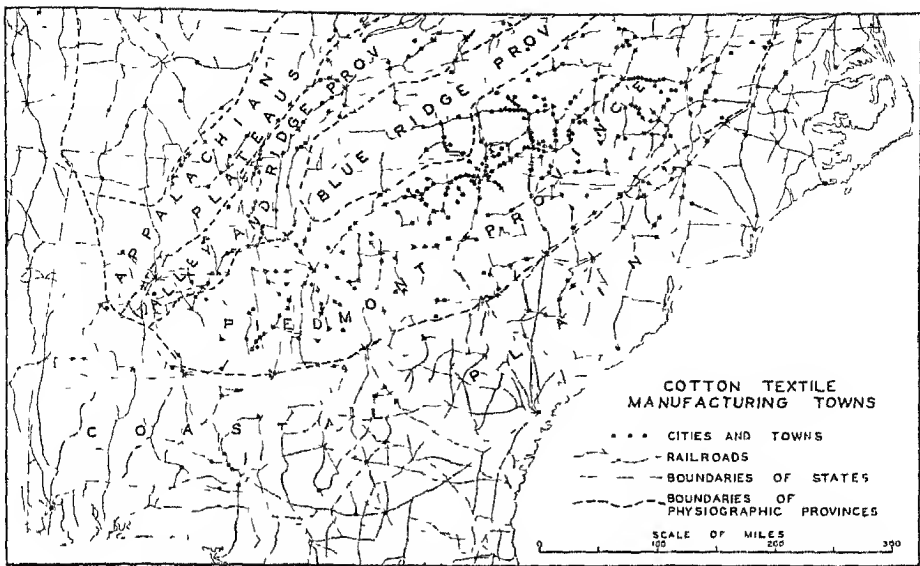 APPALACHIAN
PLATEAUS
VALLEY AND RIDGE PROV
BLUE RIDGE PROV
PIEDMONT PROVINCE
COASTAL PLAIN
COTTON TEXTILE
MANUFACTURING TOWNS
CITIES AND TOWNS
RAILROADS
BOUNDARIES OF STATES
BOUNDARIES OF
PHYSIOGRAPHIC PROVINCES
SCALE OF MILES
0 100 200 300